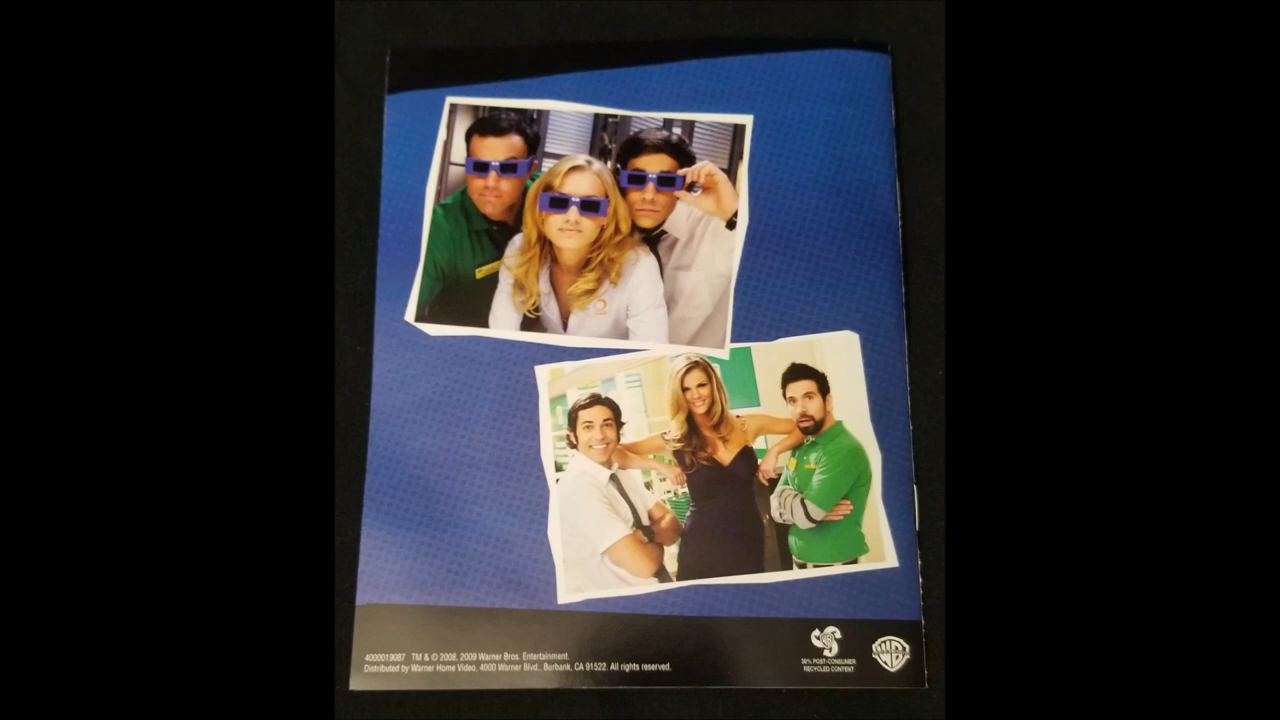 4000019087 TM & © 2008, 2009 Warner Bros. Entertainment.
Distributed by Warner Home Video, 4000 Warner Blvd., Burbank, CA 91522. All rights reserved.
30% POST-CONSUMER
RECYCLED CONTENT
WB